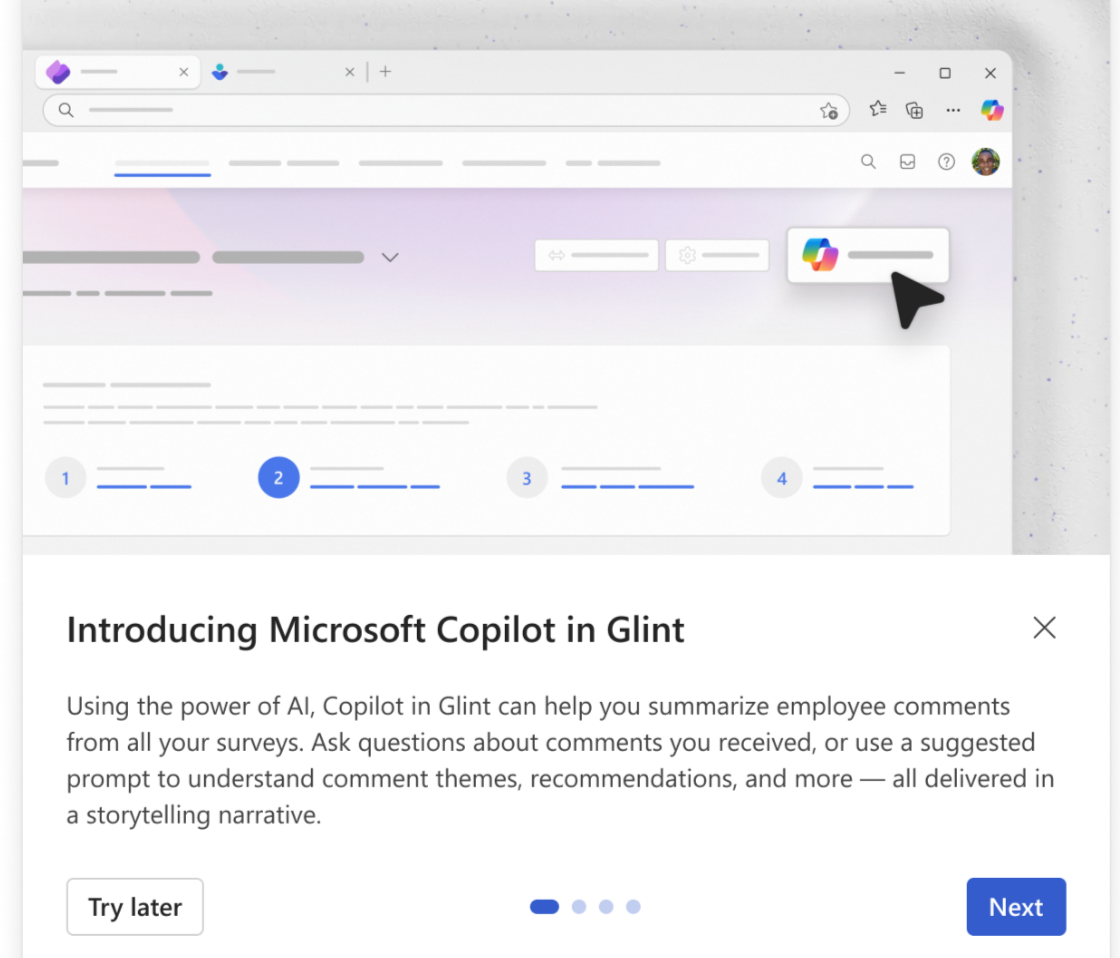 1
2
3
4
Introducing Microsoft Copilot in Glint
Using the power of AI, Copilot in Glint can help you summarize employee comments
from all your surveys. Ask questions about comments you received, or use a suggested
prompt to understand comment themes, recommendations, and more — all delivered in
a storytelling narrative.
Try later
Next